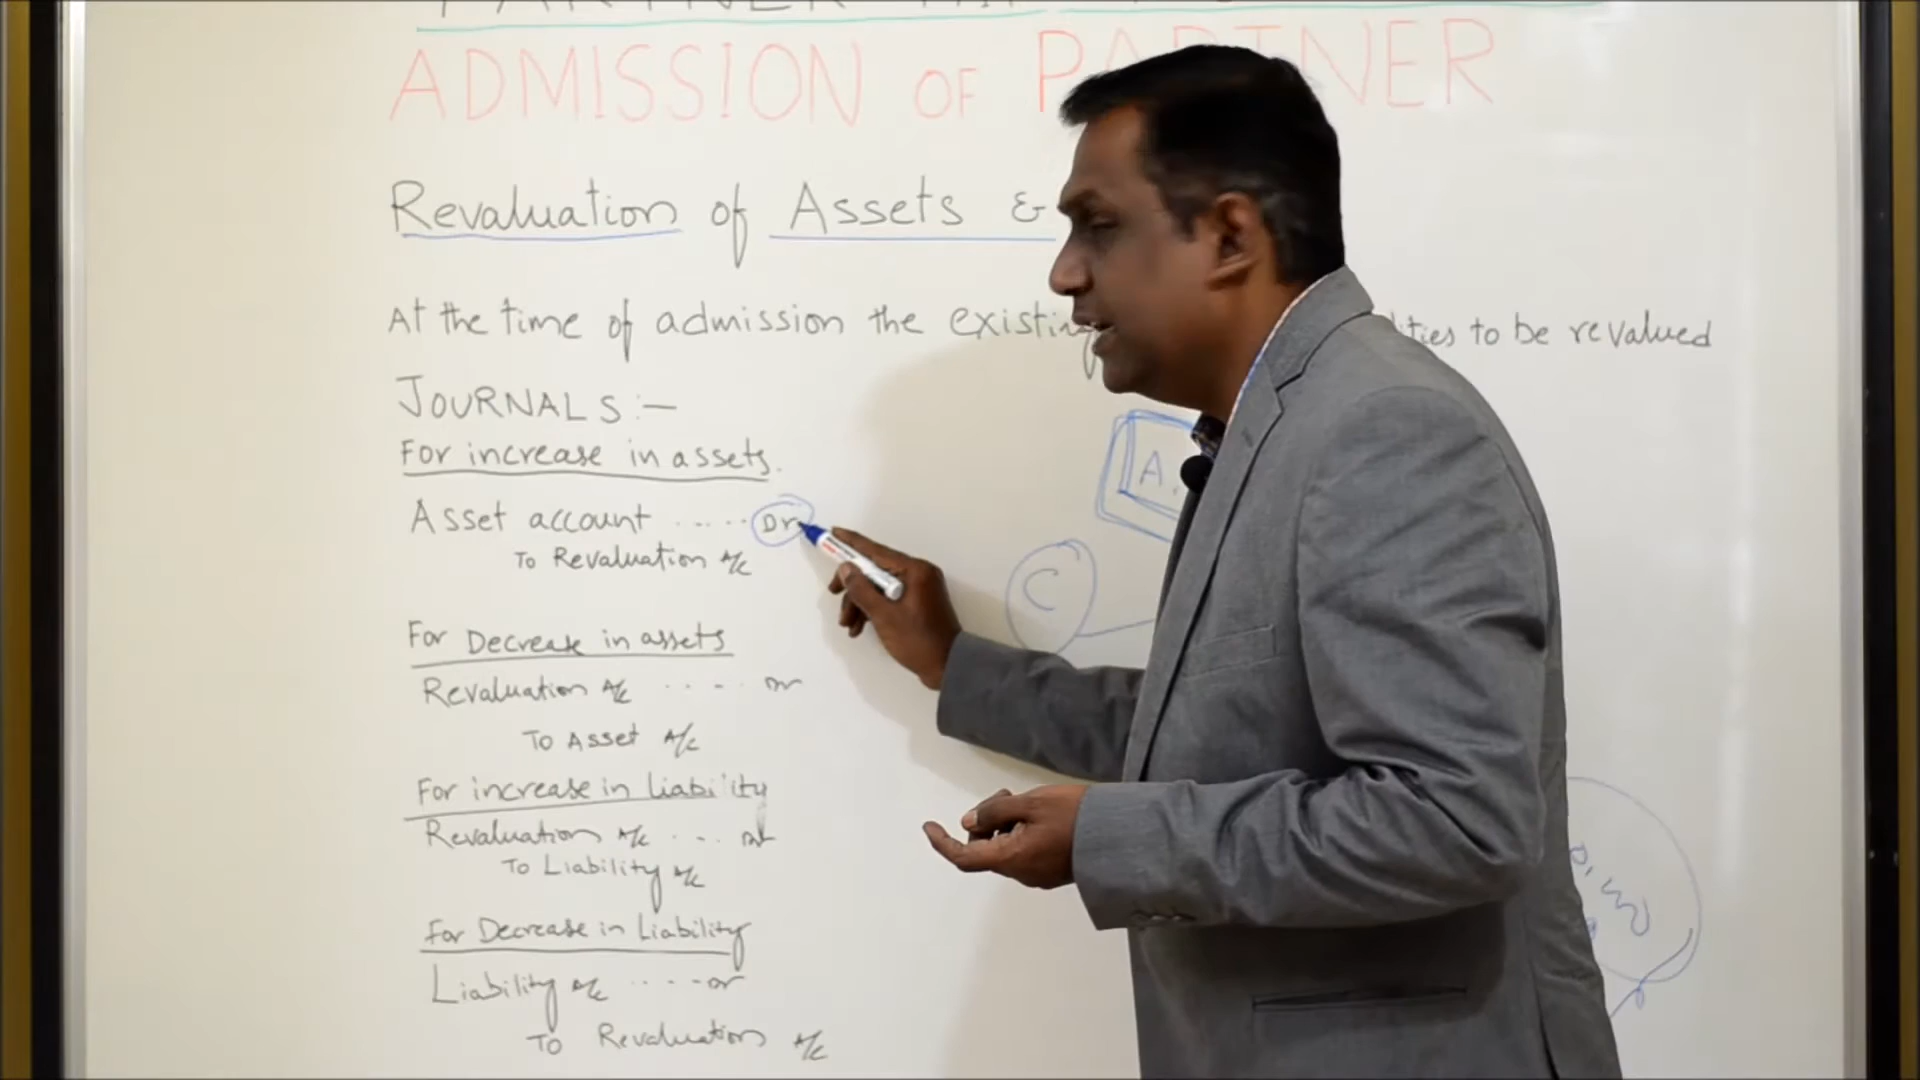 ADMISSION OF PARTNER
Revaluation of Assets &
At the time of admission the existing lities to be revalued
JOURNALS :-
For increase in assets.
Asset account ...... Dr
To Revaluation A/c
For Decrease in assets
Revaluation A/c ..... Dr
To Asset A/c
For increase in Liability
Revaluation A/c .... Dr
To Liability A/c
For Decrease in Liability
Liability A/c ..... Dr
To Revaluation A/c
A.
C